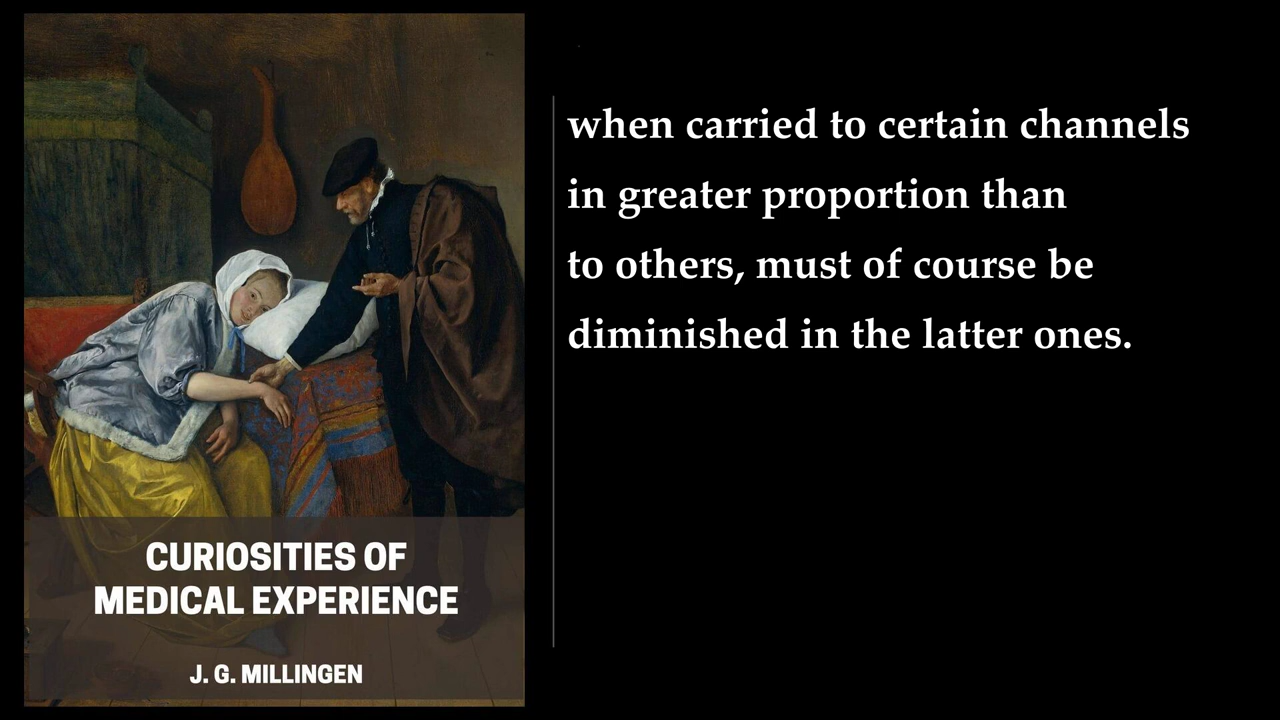 CURIOSITIES OF
MEDICAL EXPERIENCE
J. G. MILLINGEN
when carried to certain channels
in greater proportion than
to others, must of course be
diminished in the latter ones.